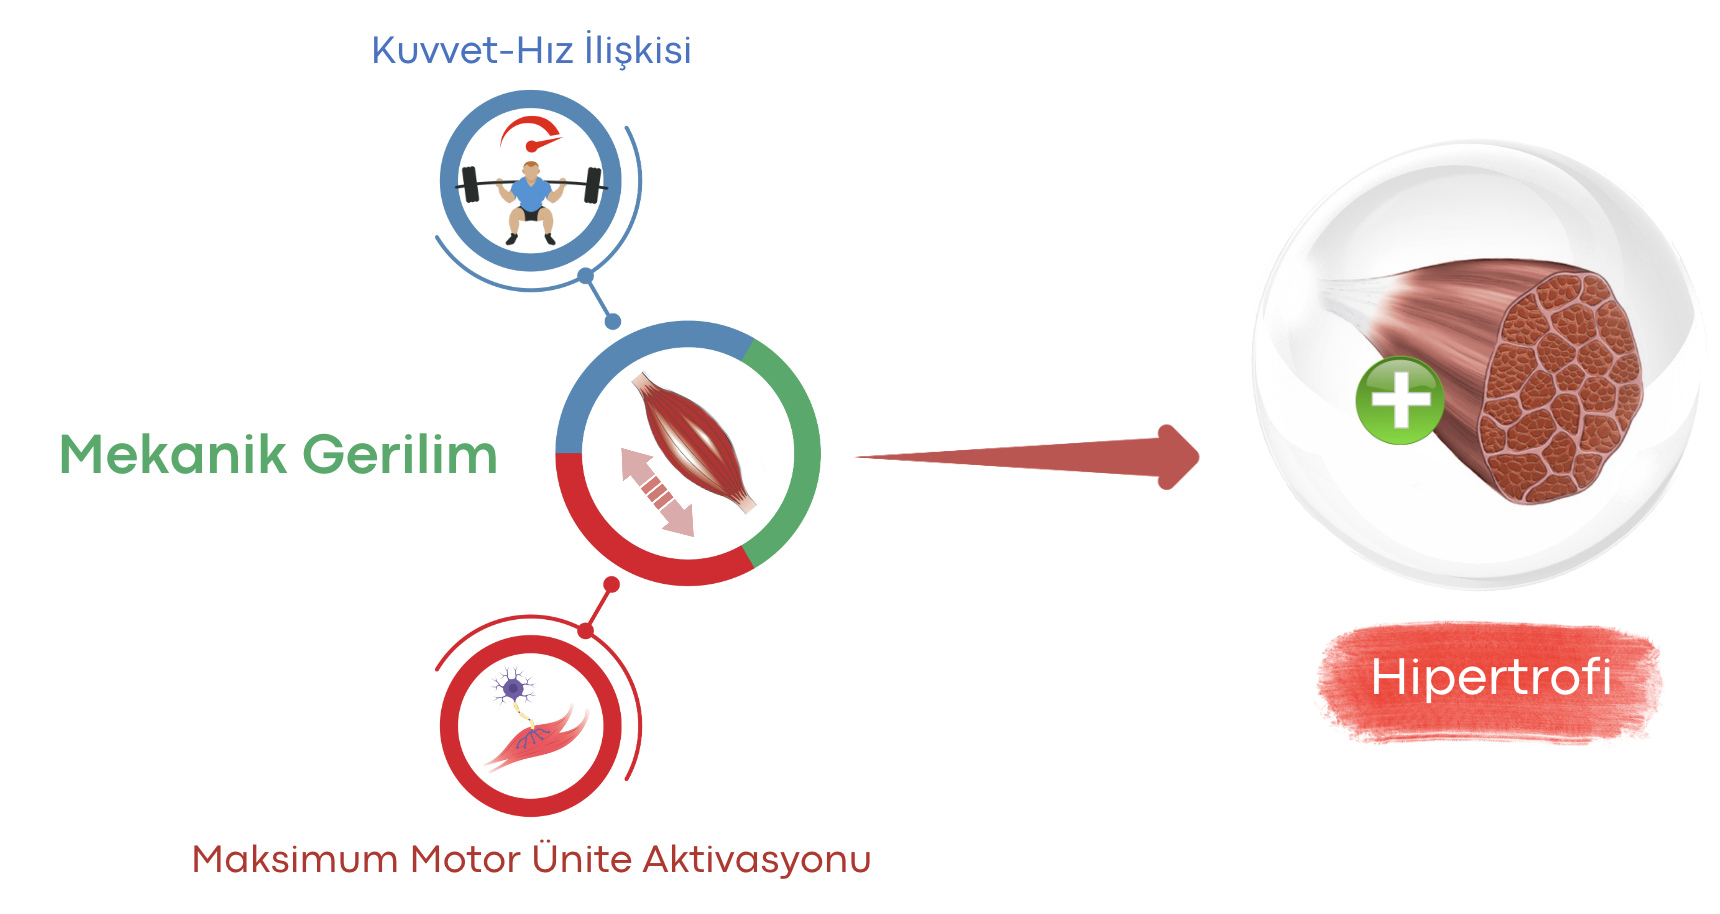 Kuvvet-Hız İlişkisi
Mekanik Gerilim
Hipertrofi
Maksimum Motor Ünite Aktivasyonu